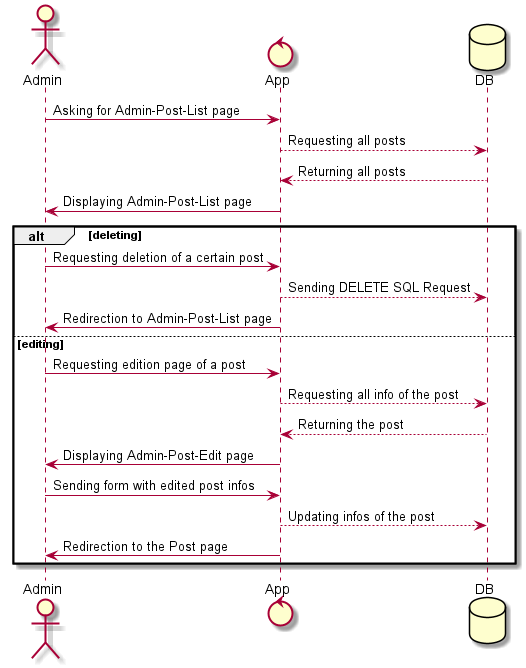 Admin
App
DB
Asking for Admin-Post-List page
Requesting all posts
Returning all posts
Displaying Admin-Post-List page
alt
[deleting]
Requesting deletion of a certain post
Sending DELETE SQL Request
Redirection to Admin-Post-List page
[editing]
Requesting edition page of a post
Requesting all info of the post
Returning the post
Displaying Admin-Post-Edit page
Sending form with edited post infos
Updating infos of the post
Redirection to the Post page
Admin
App
DB